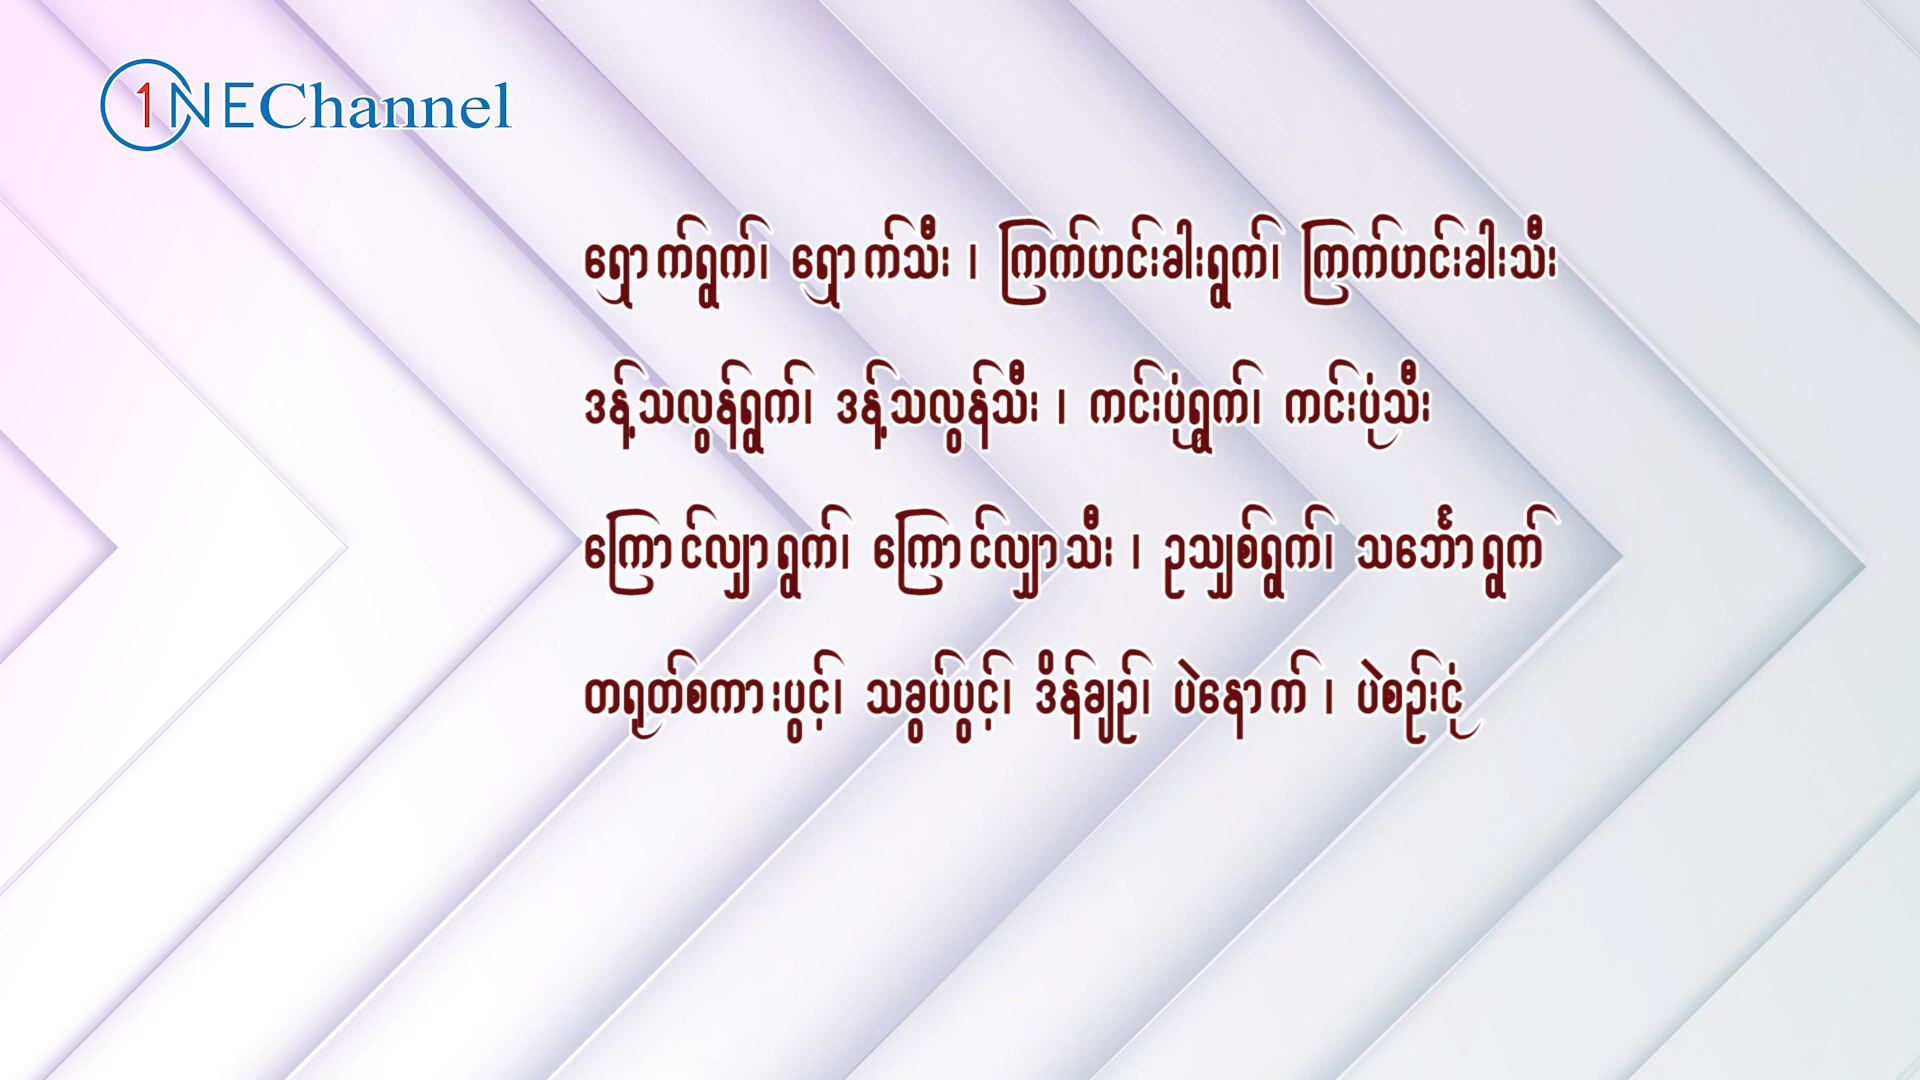 1NEChannel
ရှောက်ရွက်၊ ရှောက်သီး ၊ ကြက်ဟင်းခါးရွက်၊ ကြက်ဟင်းခါးသီး
ဒန့်သလွန်ရွက်၊ ဒန့်သလွန်သီး ၊ ကင်းပုံရွက်၊ ကင်းပုံသီး
ကြောင်လျှာရွက်၊ ကြောင်လျှာသီး ၊ ဥသျှစ်ရွက်၊ သင်္ဘောရွက်
တရုတ်စကားပွင့်၊ သခွပ်ပွင့်၊ ဒိန်ချဉ်၊ ပဲနောက် ၊ ပဲစဉ်းငုံ